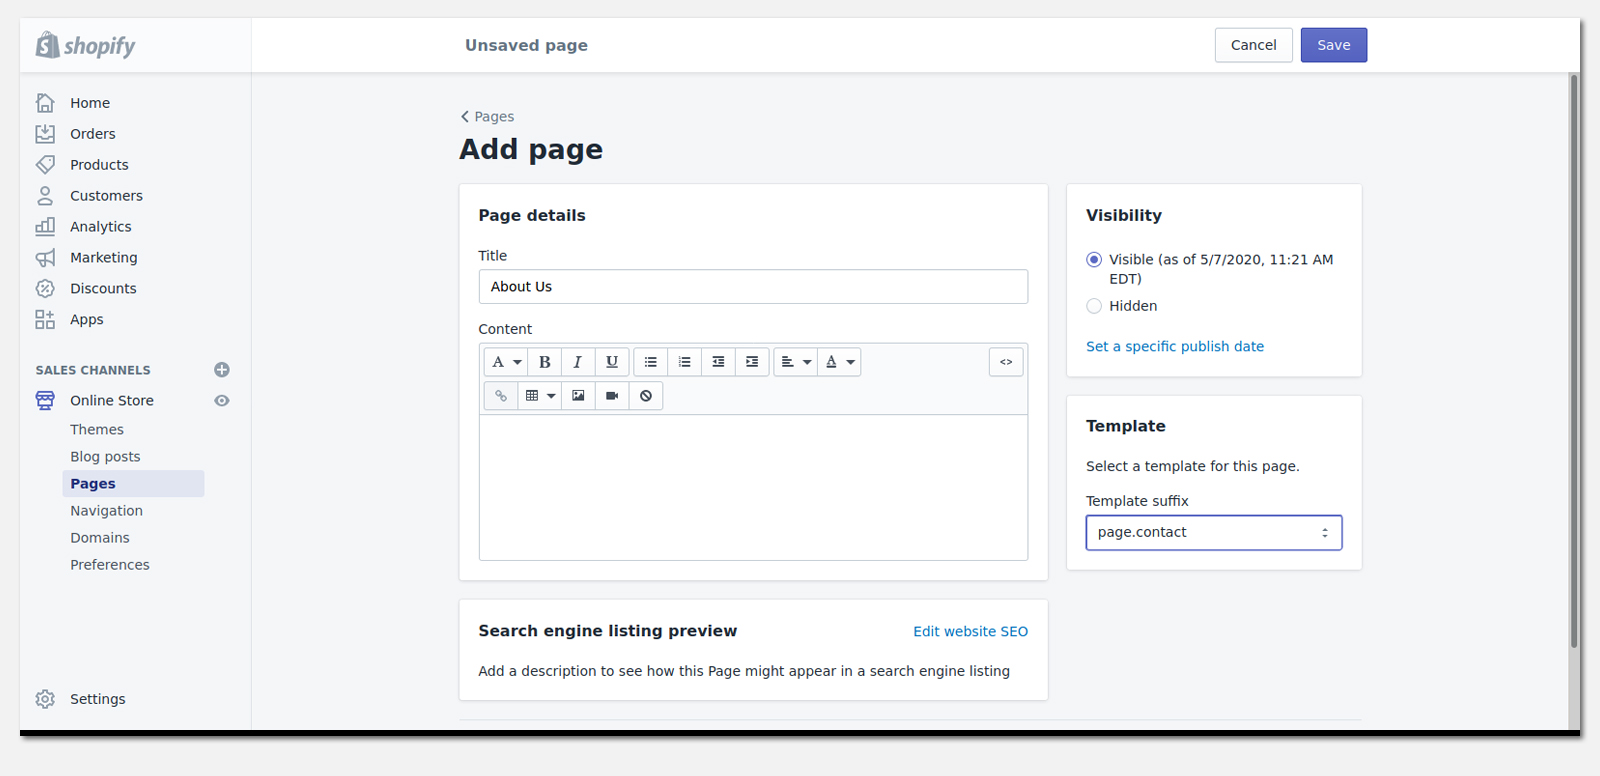 shopify
Unsaved page
Cancel
Save
Home
Orders
Products
Customers
Analytics
Marketing
Discounts
Apps
SALES CHANNELS
Online Store
Themes
Blog posts
Pages
Navigation
Domains
Preferences
Settings
Pages
Add page
Page details
Title
About Us
Content
A
B
I
U
A
<>
Search engine listing preview
Edit website SEO
Add a description to see how this Page might appear in a search engine listing
Visibility
Visible (as of 5/7/2020, 11:21 AM
EDT)
Hidden
Set a specific publish date
Template
Select a template for this page.
Template suffix
page.contact